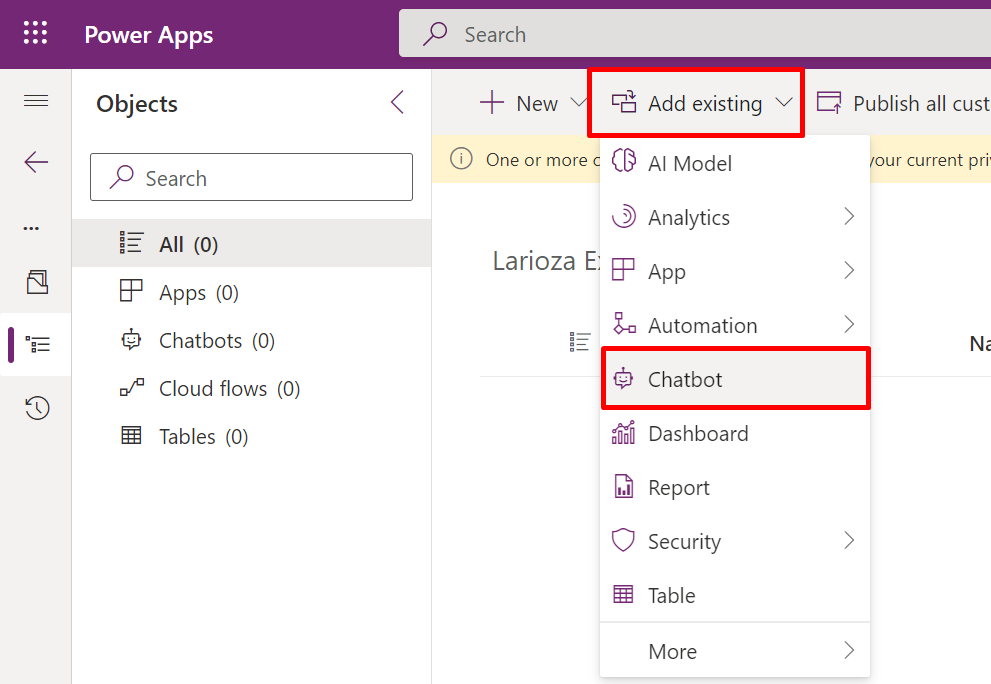 Power Apps
Search
Objects
New
Add existing
Publish all cust
Search
One or more c
your current pri
All (0)
Apps (0)
Chatbots (0)
Cloud flows (0)
Tables (0)
Larioza Ex
Na
AI Model
Analytics
App
Automation
Chatbot
Dashboard
Report
Security
Table
More